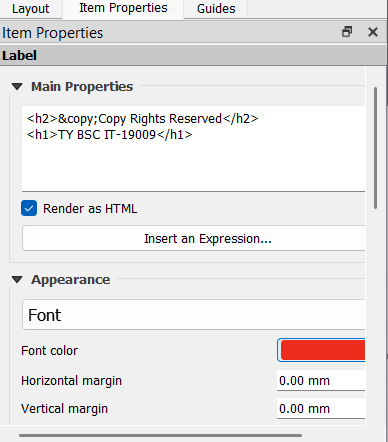 Layout Item Properties Guides
Item Properties
Label
Main Properties
<h2>&copy;Copy Rights Reserved</h2>
<h1>TY BSC IT-19009</h1>
Render as HTML
Insert an Expression...
Appearance
Font
Font color
Horizontal margin 0.00 mm
Vertical margin 0.00 mm